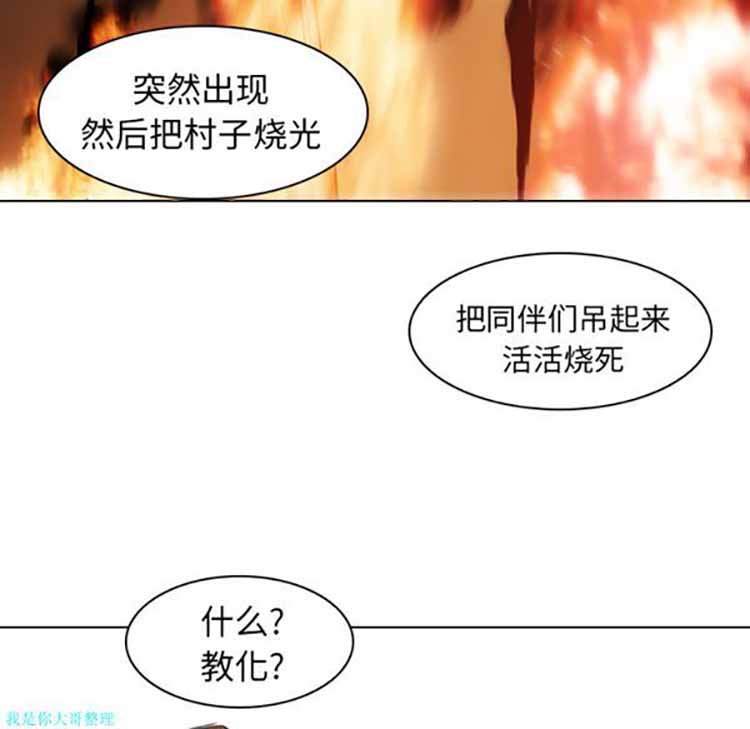 突然出现
然后把村子烧光
把同伴们吊起来
活活烧死
什么?
教化?
我是你大哥整理